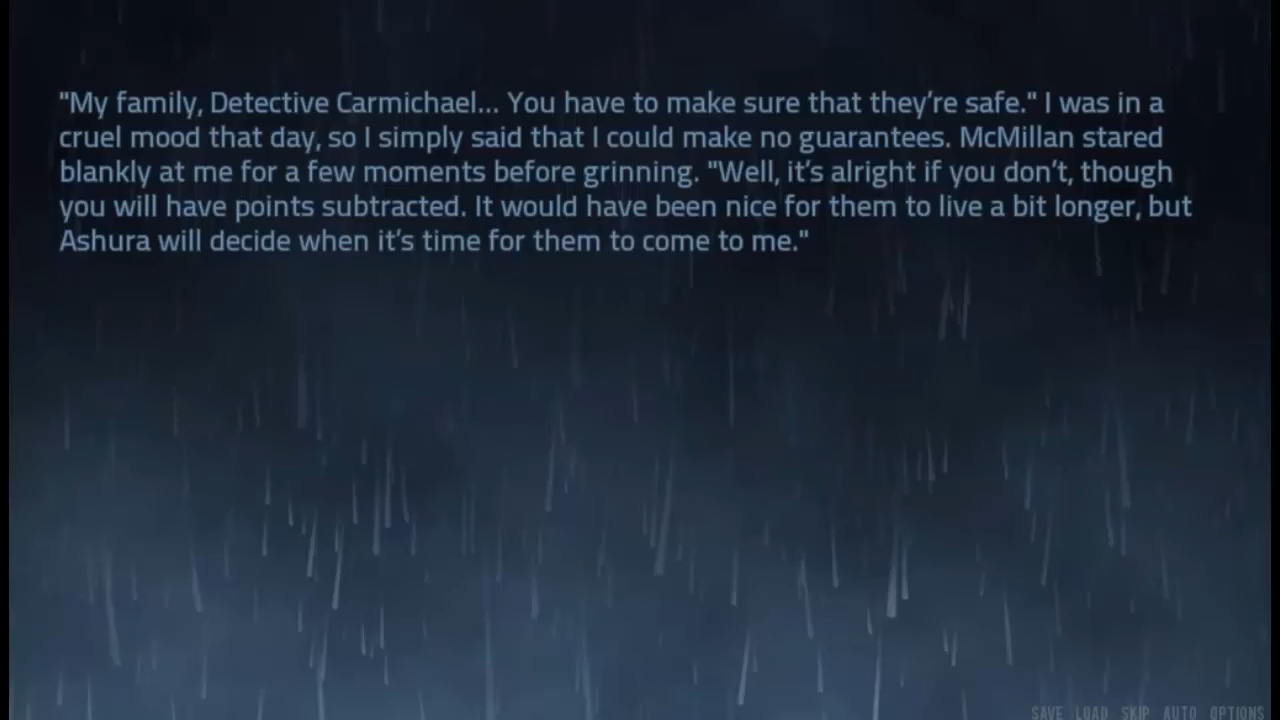 "My family, Detective Carmichael... You have to make sure that they're safe." I was in a
cruel mood that day, so I simply said that I could make no guarantees. McMillan stared
blankly at me for a few moments before grinning. "Well, it's alright if you don't, though
you will have points subtracted. It would have been nice for them to live a bit longer, but
Ashura will decide when it's time for them to come to me."
SAVE LOAD SKIP AUTO OPTIONS